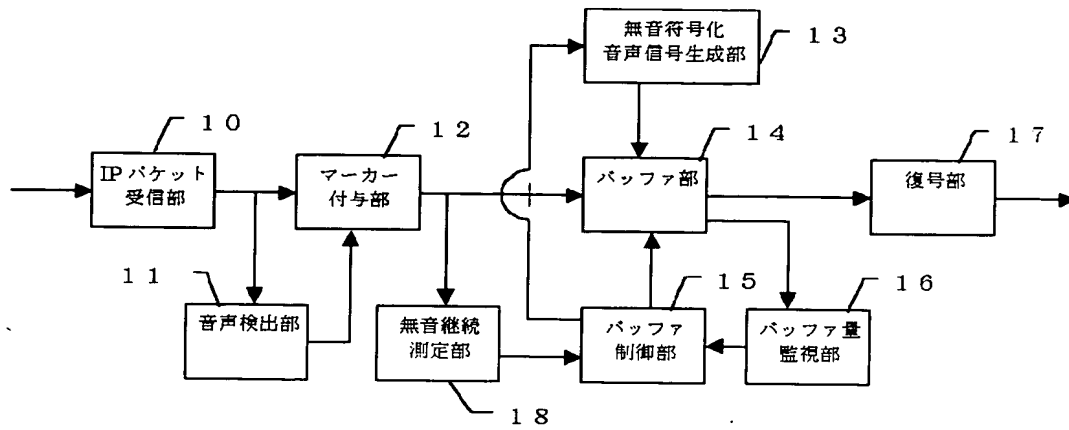 無音符号化
音声信号生成部
１３
１０
１２
１４
１７
IPパケット
受信部
マーカー
付与部
バッファ部
復号部
１１
１５
１６
音声検出部
無音継続
測定部
バッファ
制御部
バッファ量
監視部
１８